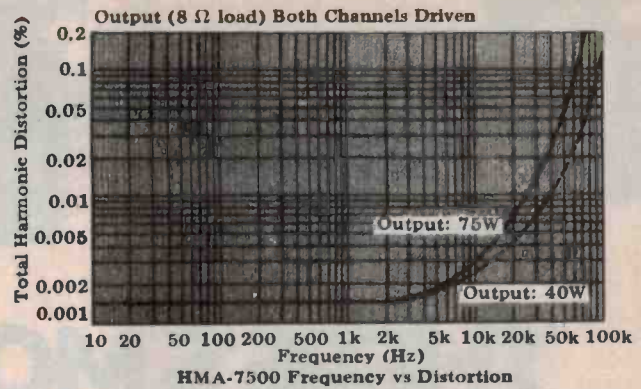 Output (8 Ω load) Both Channels Driven
Total Harmonic Distortion (%)
0.2
0.1
0.05
0.02
0.01
0.005
0.002
0.001
Output: 75W
Output: 40W
10 20 50 100 200 500 1k 2k 5k 10k 20k 50k 100k
Frequency (Hz)
HMA-7500 Frequency vs Distortion